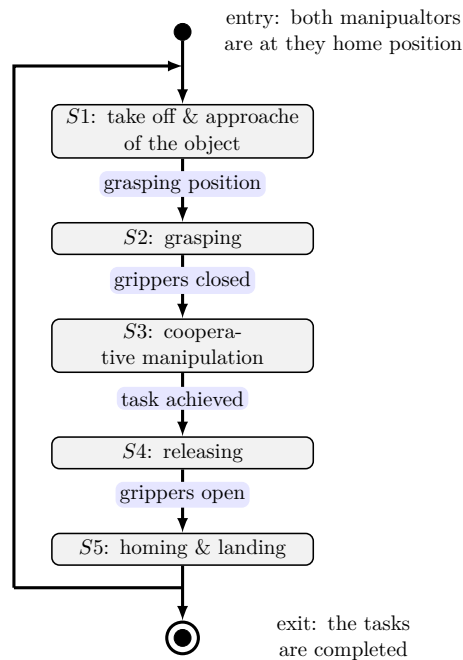 entry: both manipualtors
are at they home position
S1: take off & approache
of the object
grasping position
S2: grasping
grippers closed
S3: coopera-
tive manipulation
task achieved
S4: releasing
grippers open
S5: homing & landing
exit: the tasks
are completed